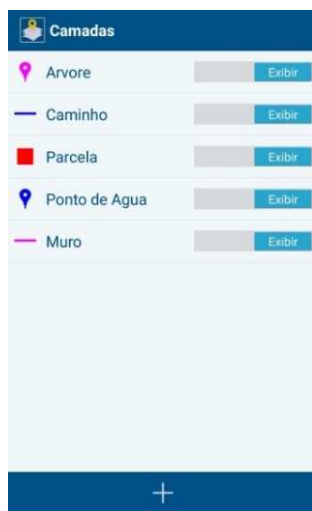 Camadas
Arvore Exibir
Caminho Exibir
Parcela Exibir
Ponto de Agua Exibir
Muro Exibir